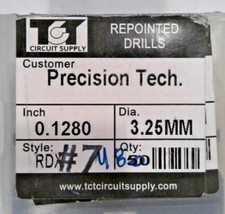 TCT
CIRCUIT SUPPLY
REPOINTED
DRILLS
Customer
Precision Tech.
Inch Dia.
0.1280 3.25MM
Style: Qty:
RDX #7
www.tctcircuitsupply.com